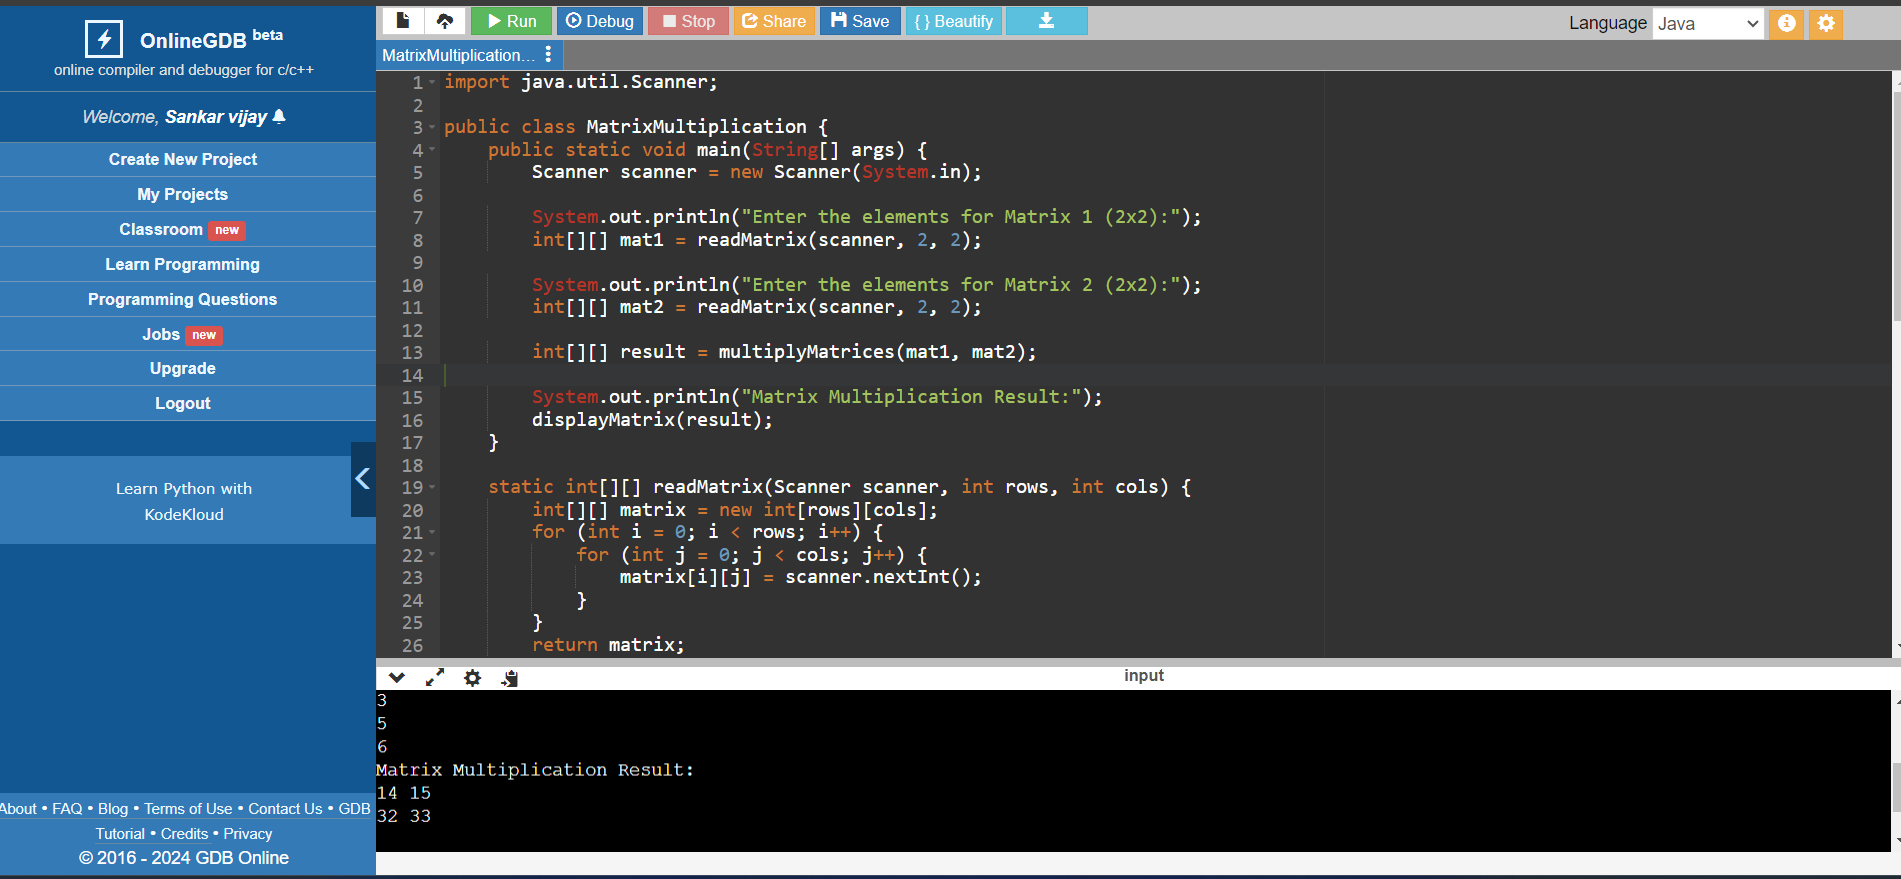 OnlineGDB beta
online compiler and debugger for c/c++
Welcome, Sankar vijay
Create New Project
My Projects
Classroom new
Learn Programming
Programming Questions
Jobs new
Upgrade
Logout
Learn Python with
KodeKloud
About • FAQ • Blog • Terms of Use • Contact Us • GDB
Tutorial • Credits • Privacy
© 2016 - 2024 GDB Online
Run Debug Stop Share Save { } Beautify
Language Java
MatrixMultiplication...
1 import java.util.Scanner;
2
3 public class MatrixMultiplication {
4     public static void main(String[] args) {
5         Scanner scanner = new Scanner(System.in);
6
7         System.out.println("Enter the elements for Matrix 1 (2x2):");
8         int[][] mat1 = readMatrix(scanner, 2, 2);
9
10         System.out.println("Enter the elements for Matrix 2 (2x2):");
11         int[][] mat2 = readMatrix(scanner, 2, 2);
12
13         int[][] result = multiplyMatrices(mat1, mat2);
14
15         System.out.println("Matrix Multiplication Result:");
16         displayMatrix(result);
17     }
18
19     static int[][] readMatrix(Scanner scanner, int rows, int cols) {
20         int[][] matrix = new int[rows][cols];
21         for (int i = 0; i < rows; i++) {
22             for (int j = 0; j < cols; j++) {
23                 matrix[i][j] = scanner.nextInt();
24             }
25         }
26         return matrix;
input
3
5
6
Matrix Multiplication Result:
14 15
32 33